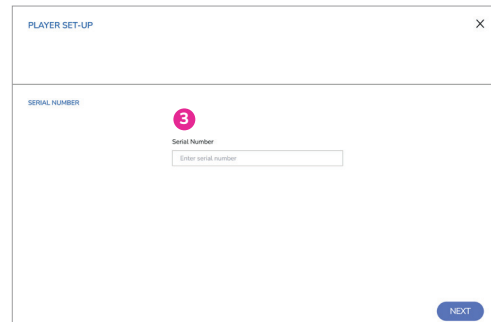 PLAYER SET-UP
X
SERIAL NUMBER
3
Serial Number
Enter serial number
NEXT